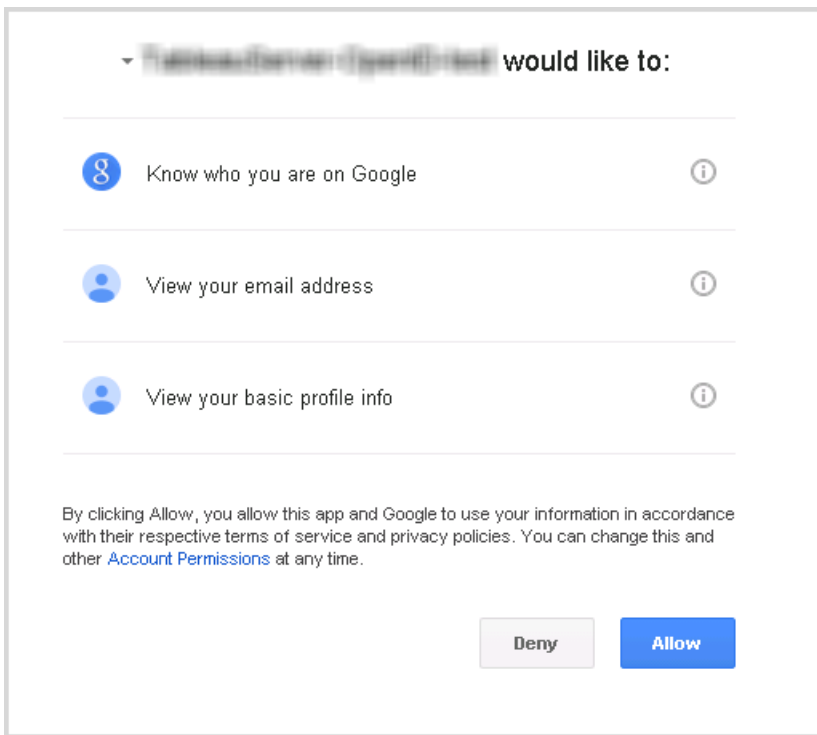 would like to:
Know who you are on Google
View your email address
View your basic profile info
By clicking Allow, you allow this app and Google to use your information in accordance
with their respective terms of service and privacy policies. You can change this and
other Account Permissions at any time.
Deny
Allow